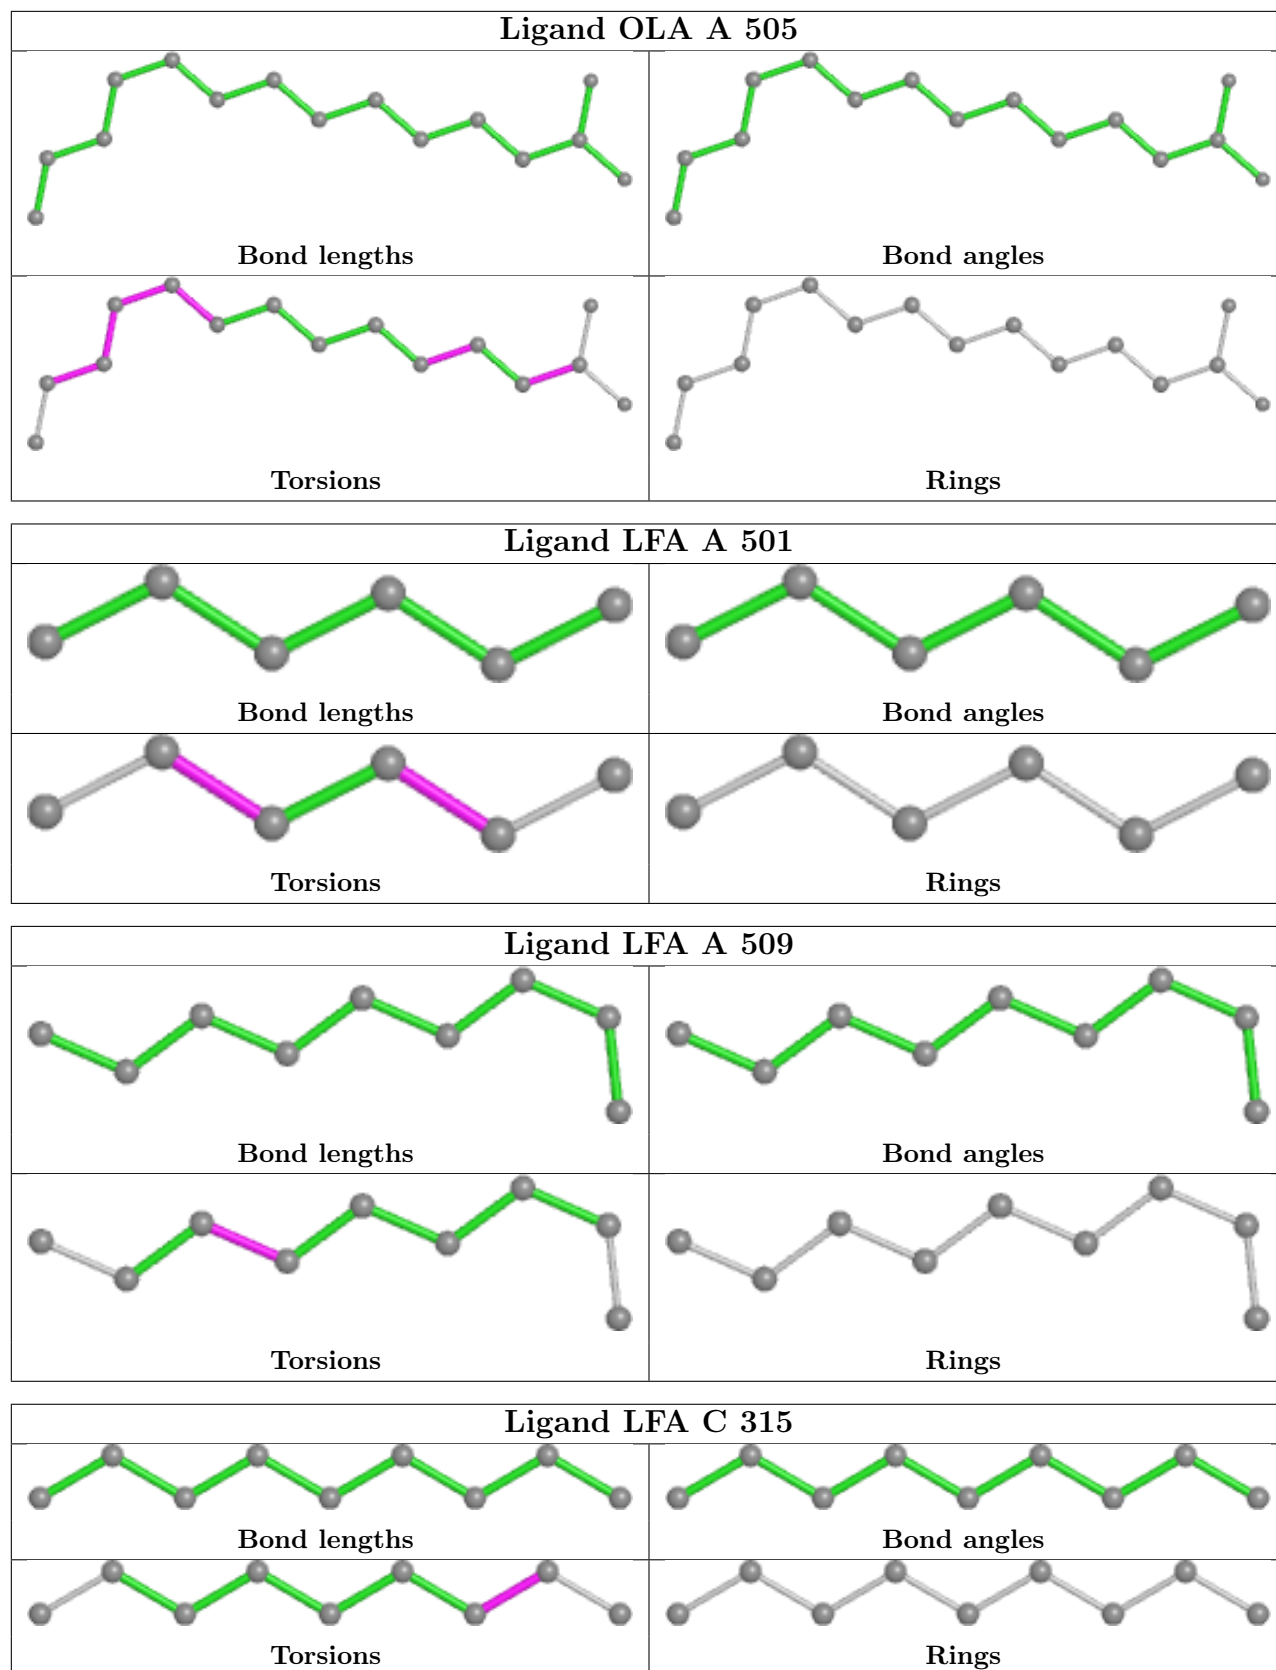 Ligand OLA A 505
Bond lengths
Bond angles
Torsions
Rings
Ligand LFA A 501
Bond lengths
Bond angles
Torsions
Rings
Ligand LFA A 509
Bond lengths
Bond angles
Torsions
Rings
Ligand LFA C 315
Bond lengths
Bond angles
Torsions
Rings